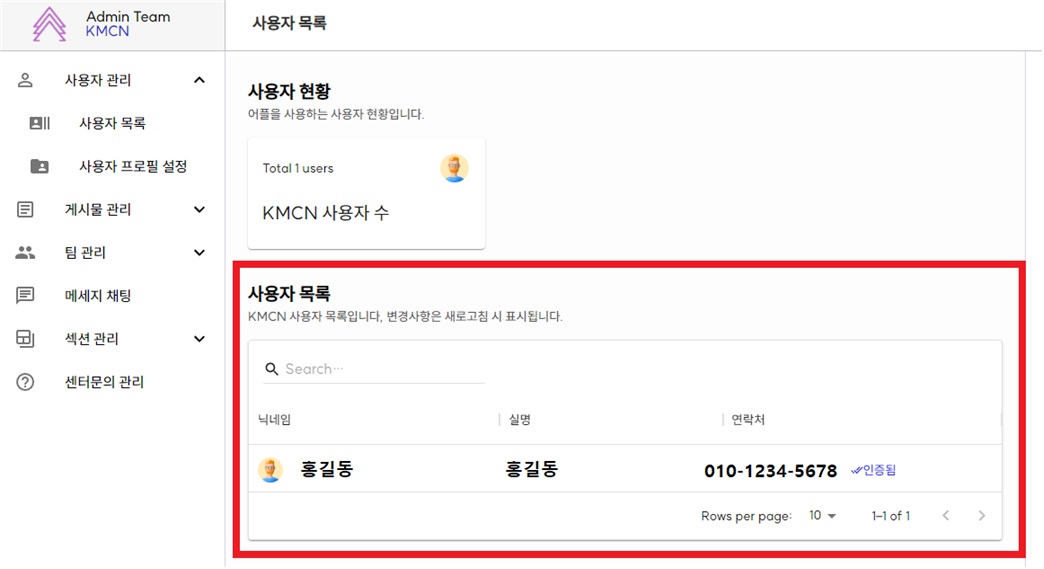 Admin Team
KMCN
사용자 목록
사용자 관리
사용자 목록
사용자 프로필 설정
게시물 관리
팀 관리
메세지 채팅
섹션 관리
센터문의 관리
사용자 현황
어플을 사용하는 사용자 현황입니다.
Total 1 users
KMCN 사용자 수
사용자 목록
KMCN 사용자 목록입니다, 변경사항은 새로고침 시 표시됩니다.
Search…
닉네임 실명 연락처
홍길동 홍길동 010-1234-5678 인증됨
Rows per page: 10 1–1 of 1